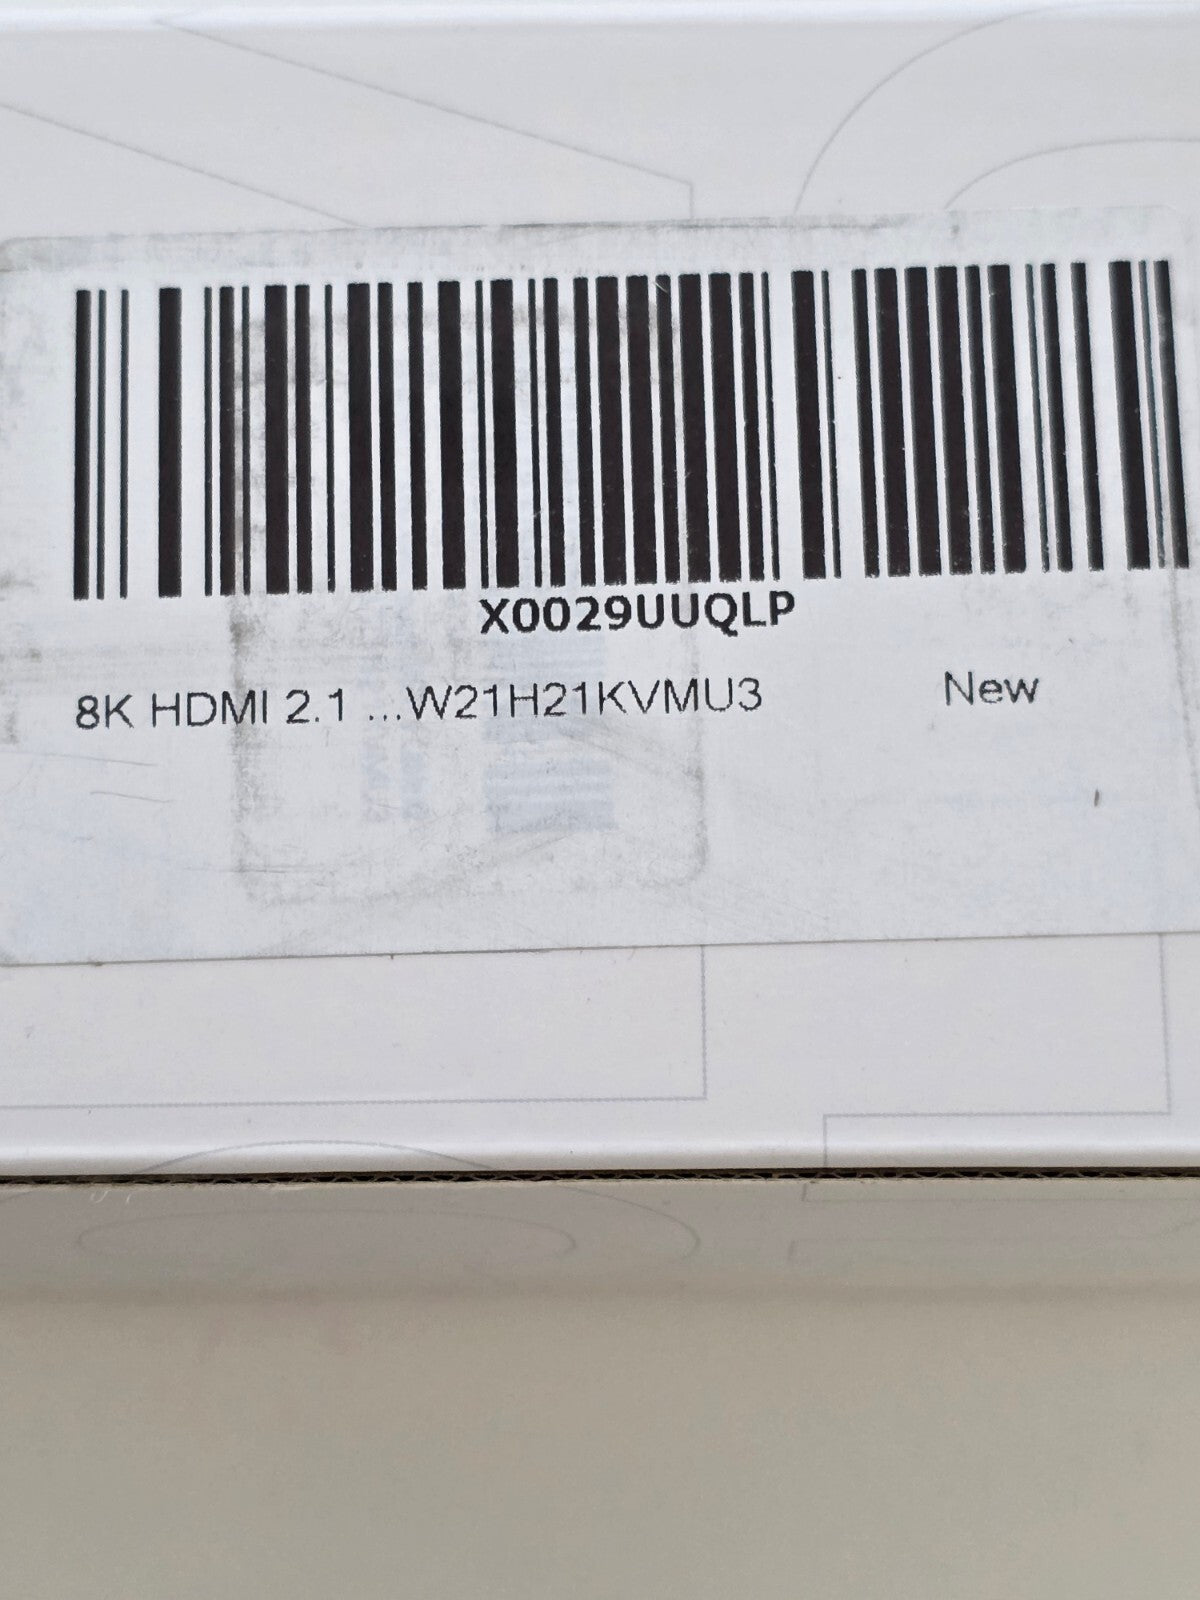 X0029UUQLP
8K HDMI 2.1 ...W21H21KVMU3 New